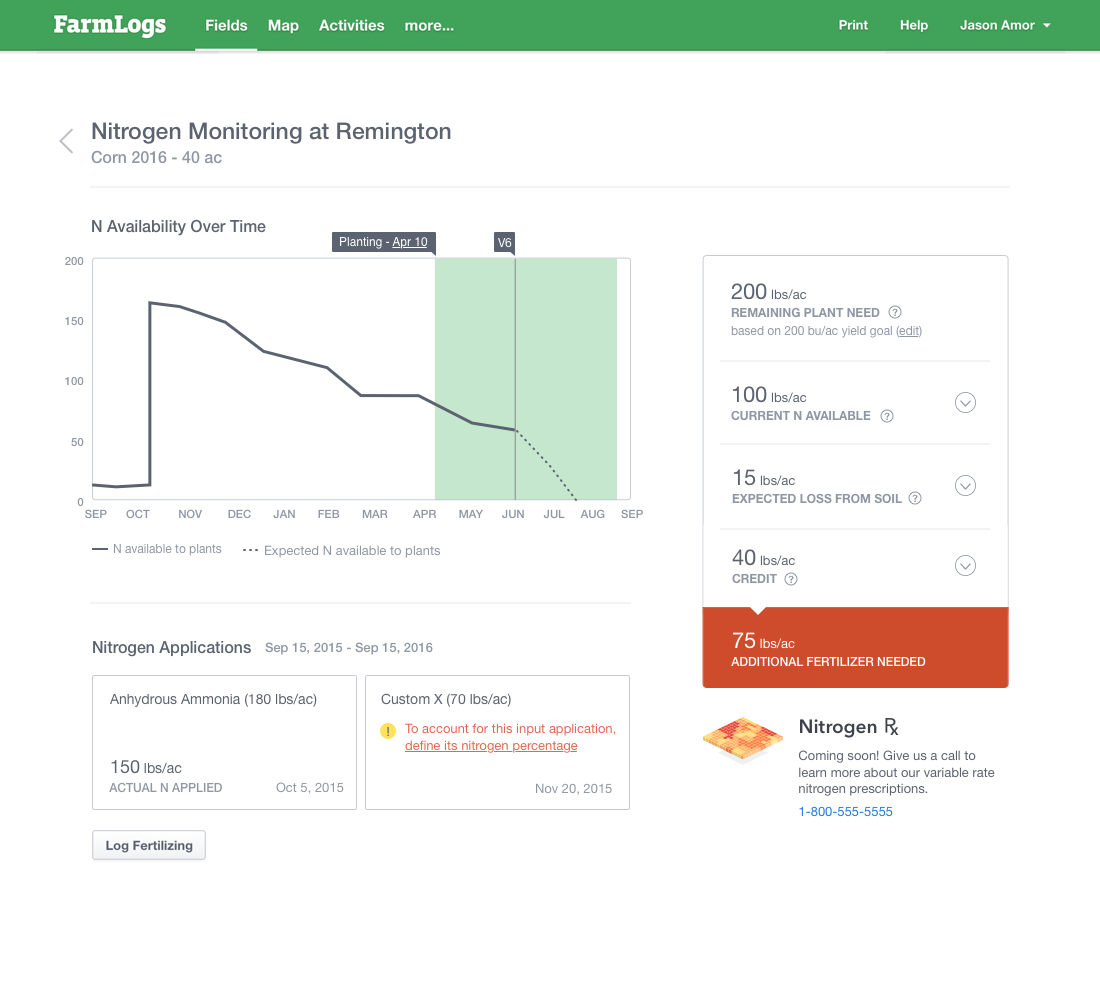 FarmLogs Fields Map Activities more... Print Help Jason Amor
Nitrogen Monitoring at Remington
Corn 2016 - 40 ac
N Availability Over Time
Planting - Apr 10 V6
200
150
100
50
0
SEP OCT NOV DEC JAN FEB MAR APR MAY JUN JUL AUG SEP
N available to plants Expected N available to plants
200 lbs/ac
REMAINING PLANT NEED ?
based on 200 bu/ac yield goal (edit)
100 lbs/ac
CURRENT N AVAILABLE ?
15 lbs/ac
EXPECTED LOSS FROM SOIL ?
40 lbs/ac
CREDIT ?
75 lbs/ac
ADDITIONAL FERTILIZER NEEDED
Nitrogen Applications Sep 15, 2015 - Sep 15, 2016
Anhydrous Ammonia (180 lbs/ac)
150 lbs/ac
ACTUAL N APPLIED Oct 5, 2015
Custom X (70 lbs/ac)
! To account for this input application,
define its nitrogen percentage
Nov 20, 2015
Log Fertilizing
Nitrogen ℞
Coming soon! Give us a call to
learn more about our variable rate
nitrogen prescriptions.
1-800-555-5555